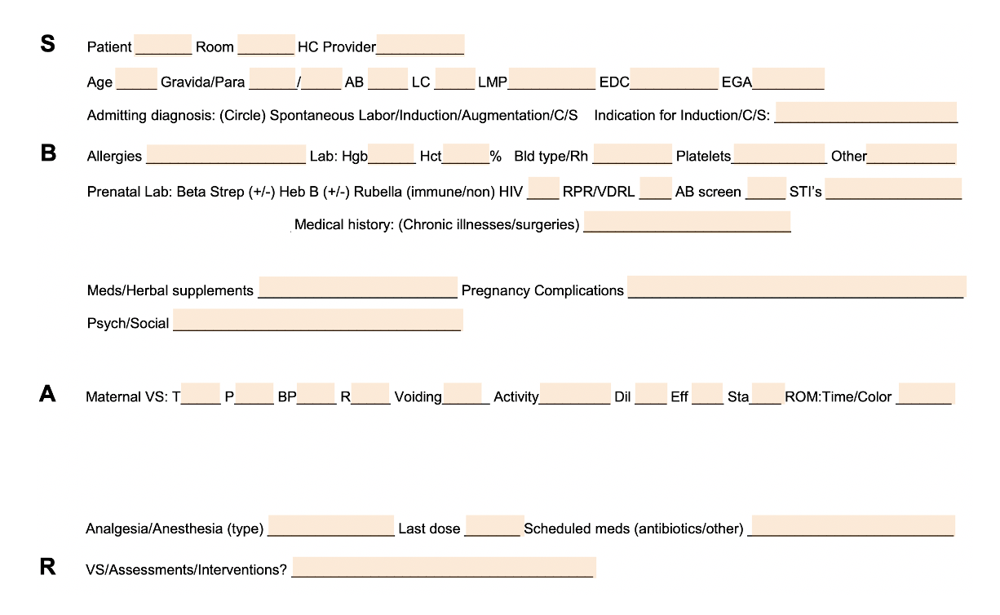 S Patient _______ Room _______ HC Provider___________
Age _____ Gravida/Para ______/_____ AB _____ LC _____ LMP___________ EDC___________ EGA_________
Admitting diagnosis: (Circle) Spontaneous Labor/Induction/Augmentation/C/S Indication for Induction/C/S: _______________________
B Allergies ____________________ Lab: Hgb______ Hct______% Bld type/Rh __________ Platelets____________ Other___________
Prenatal Lab: Beta Strep (+/-) Heb B (+/-) Rubella (immune/non) HIV ____ RPR/VDRL ____ AB screen _____ STI’s _________________
Medical history: (Chronic illnesses/surgeries) __________________________
Meds/Herbal supplements _________________________ Pregnancy Complications __________________________________________
Psych/Social ____________________________________
A Maternal VS: T_____ P_____ BP_____ R_____ Voiding______ Activity_________ Dil ____ Eff ____ Sta____ ROM:Time/Color _______
Analgesia/Anesthesia (type) ________________ Last dose _______ Scheduled meds (antibiotics/other) __________________________
R VS/Assessments/Interventions? ______________________________________